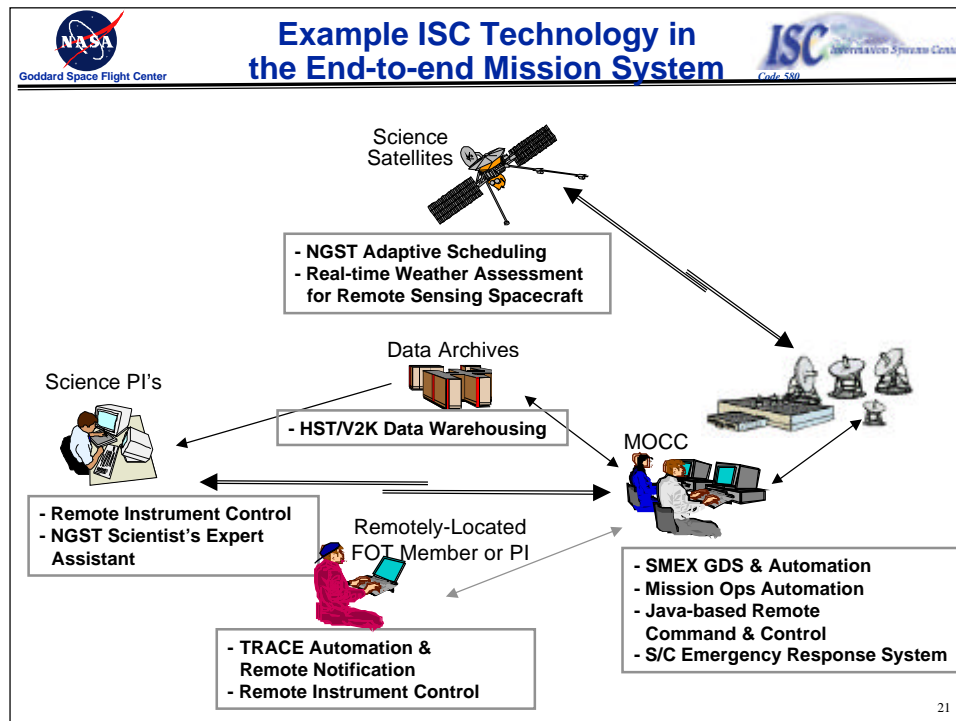 NASA
Goddard Space Flight Center
Example ISC Technology in
the End-to-end Mission System
ISC
Information Systems Cente
Code 580
Science
Satellites
- NGST Adaptive Scheduling
- Real-time Weather Assessment
for Remote Sensing Spacecraft
Data Archives
- HST/V2K Data Warehousing
Science PI's
- Remote Instrument Control
- NGST Scientist's Expert
Assistant
MOCC
Remotely-Located
FOT Member or PI
- TRACE Automation &
Remote Notification
- Remote Instrument Control
- SMEX GDS & Automation
- Mission Ops Automation
- Java-based Remote
Command & Control
- S/C Emergency Response System
21